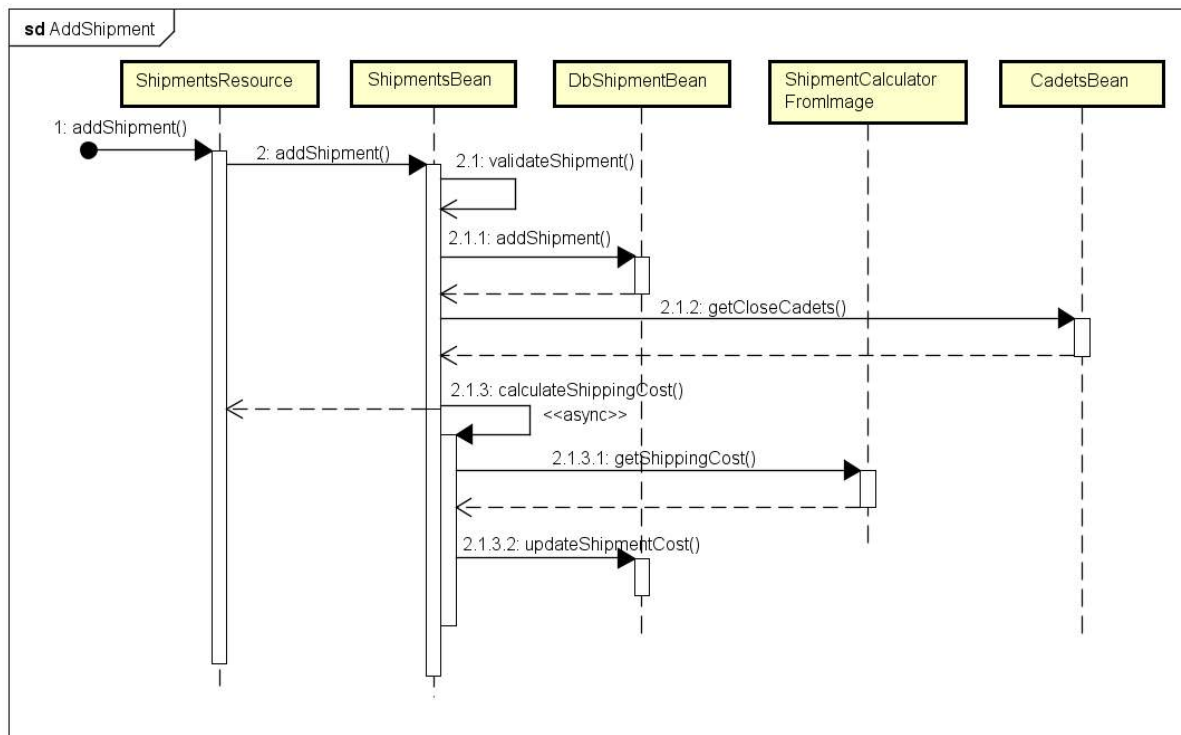 sd AddShipment
ShipmentsResource
ShipmentsBean
DbShipmentBean
ShipmentCalculator
FromImage
CadetsBean
1: addShipment()
2: addShipment()
2.1: validateShipment()
2.1.1: addShipment()
2.1.2: getCloseCadets()
2.1.3: calculateShippingCost()
<<async>>
2.1.3.1: getShippingCost()
2.1.3.2: updateShipmentCost()